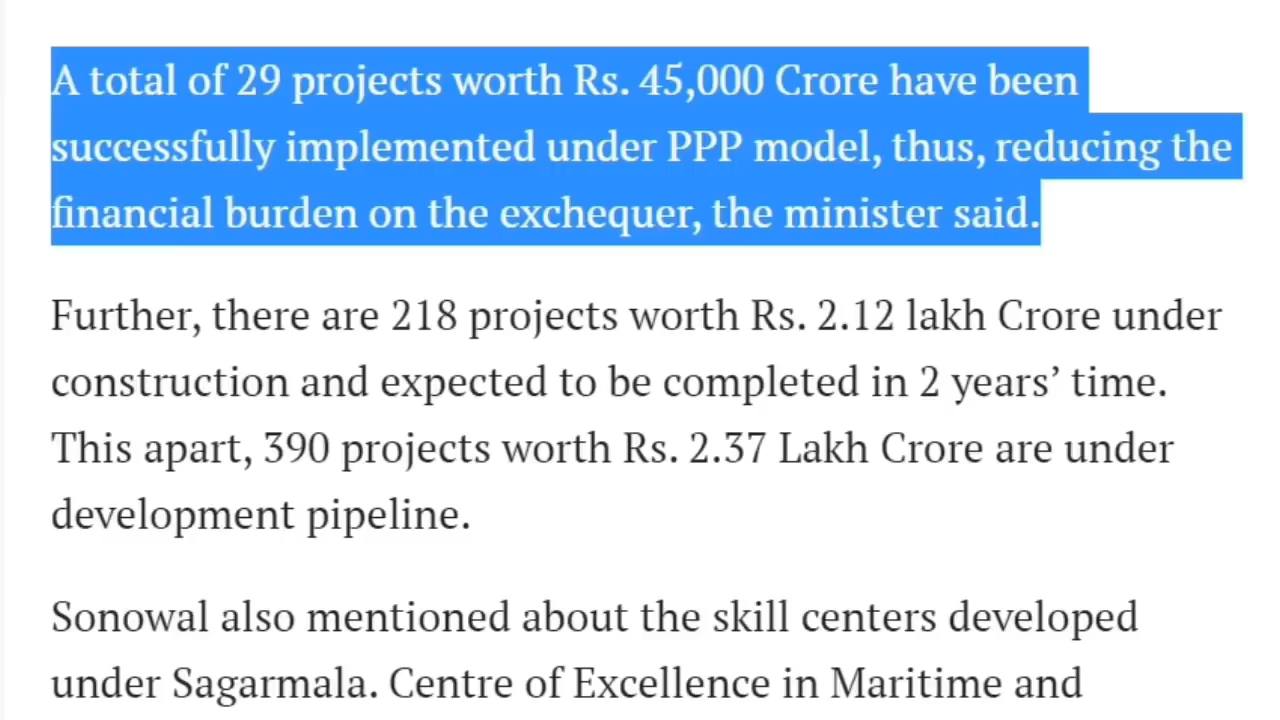 A total of 29 projects worth Rs. 45,000 Crore have been
successfully implemented under PPP model, thus, reducing the
financial burden on the exchequer, the minister said.
Further, there are 218 projects worth Rs. 2.12 lakh Crore under
construction and expected to be completed in 2 years’ time.
This apart, 390 projects worth Rs. 2.37 Lakh Crore are under
development pipeline.
Sonowal also mentioned about the skill centers developed
under Sagarmala. Centre of Excellence in Maritime and